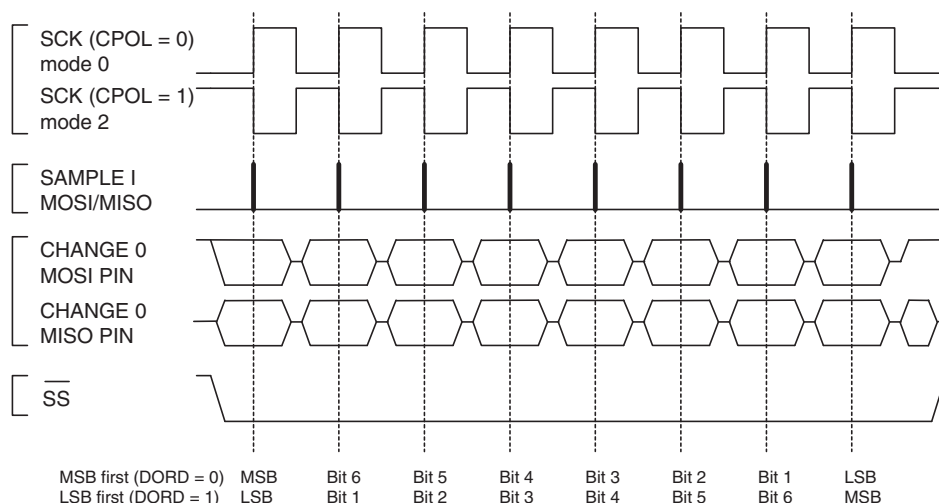 SCK (CPOL = 0)
mode 0
SCK (CPOL = 1)
mode 2
SAMPLE I
MOSI/MISO
CHANGE 0
MOSI PIN
CHANGE 0
MISO PIN
SS
MSB first (DORD = 0) MSB Bit 6 Bit 5 Bit 4 Bit 3 Bit 2 Bit 1 LSB
LSB first (DORD = 1) LSB Bit 1 Bit 2 Bit 3 Bit 4 Bit 5 Bit 6 MSB